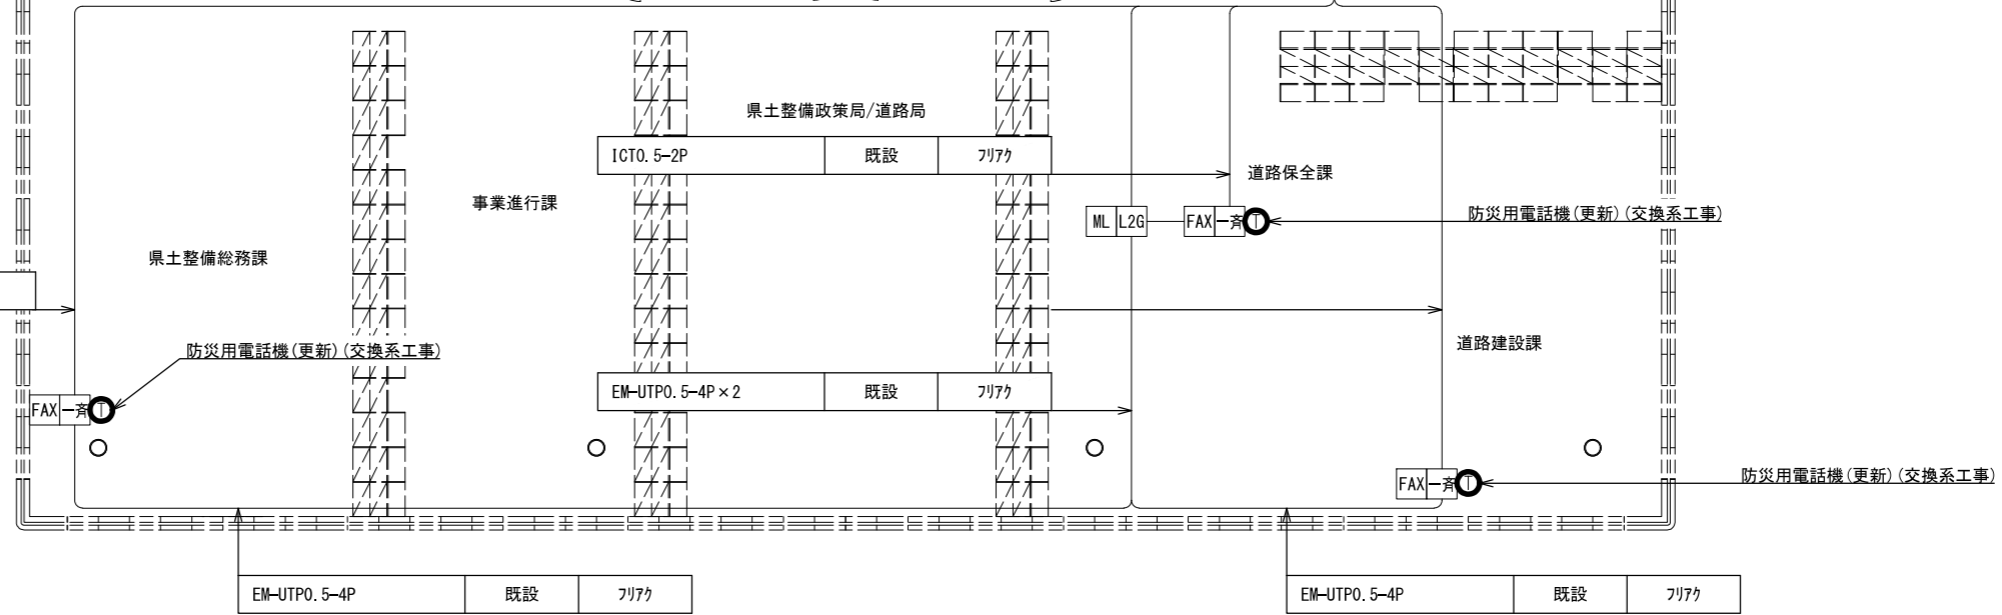 県土整備政策局/道路局
ICT0.5-2P 既設 フリアク
道路保全課
事業進行課
ML L2G FAX 一斉 T 防災用電話機(更新)(交換系工事)
県土整備総務課
道路建設課
防災用電話機(更新)(交換系工事)
EM-UTP0.5-4P×2 既設 フリアク
FAX 一斉 T
FAX 一斉 T 防災用電話機(更新)(交換系工事)
EM-UTP0.5-4P 既設 フリアク
EM-UTP0.5-4P 既設 フリアク